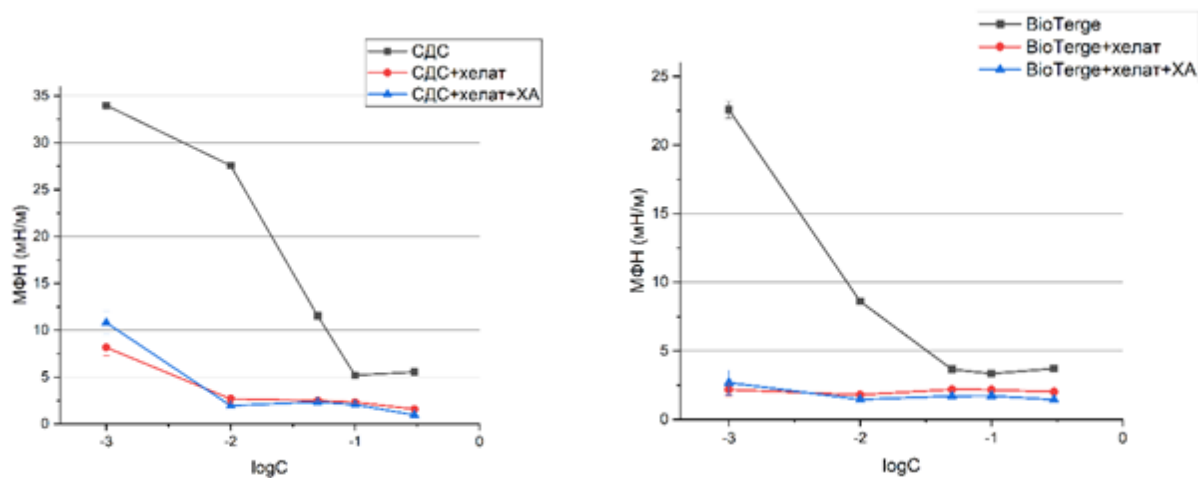 СДС
СДС+хелат
СДС+хелат+ХА
МФН (мН/м)
35
30
25
20
15
10
5
0
-3
-2
-1
0
logC
BioTerge
BioTerge+хелат
BioTerge+хелат+ХА
МФН (мН/м)
25
20
15
10
5
0
-3
-2
-1
0
logC